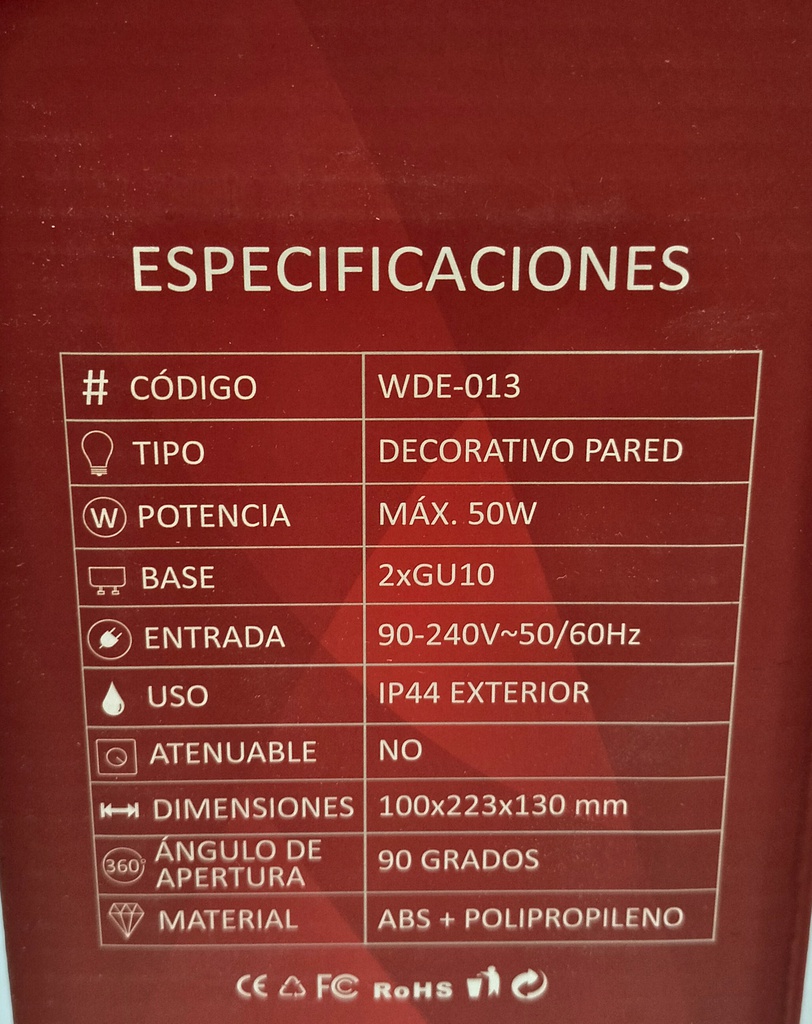 ESPECIFICACIONES
# CÓDIGO WDE-013
TIPO DECORATIVO PARED
W POTENCIA MÁX. 50W
BASE 2xGU10
ENTRADA 90-240V~50/60Hz
USO IP44 EXTERIOR
ATENUABLE NO
DIMENSIONES 100x223x130 mm
360° ÁNGULO DE
APERTURA 90 GRADOS
MATERIAL ABS + POLIPROPILENO
CE FC RoHS